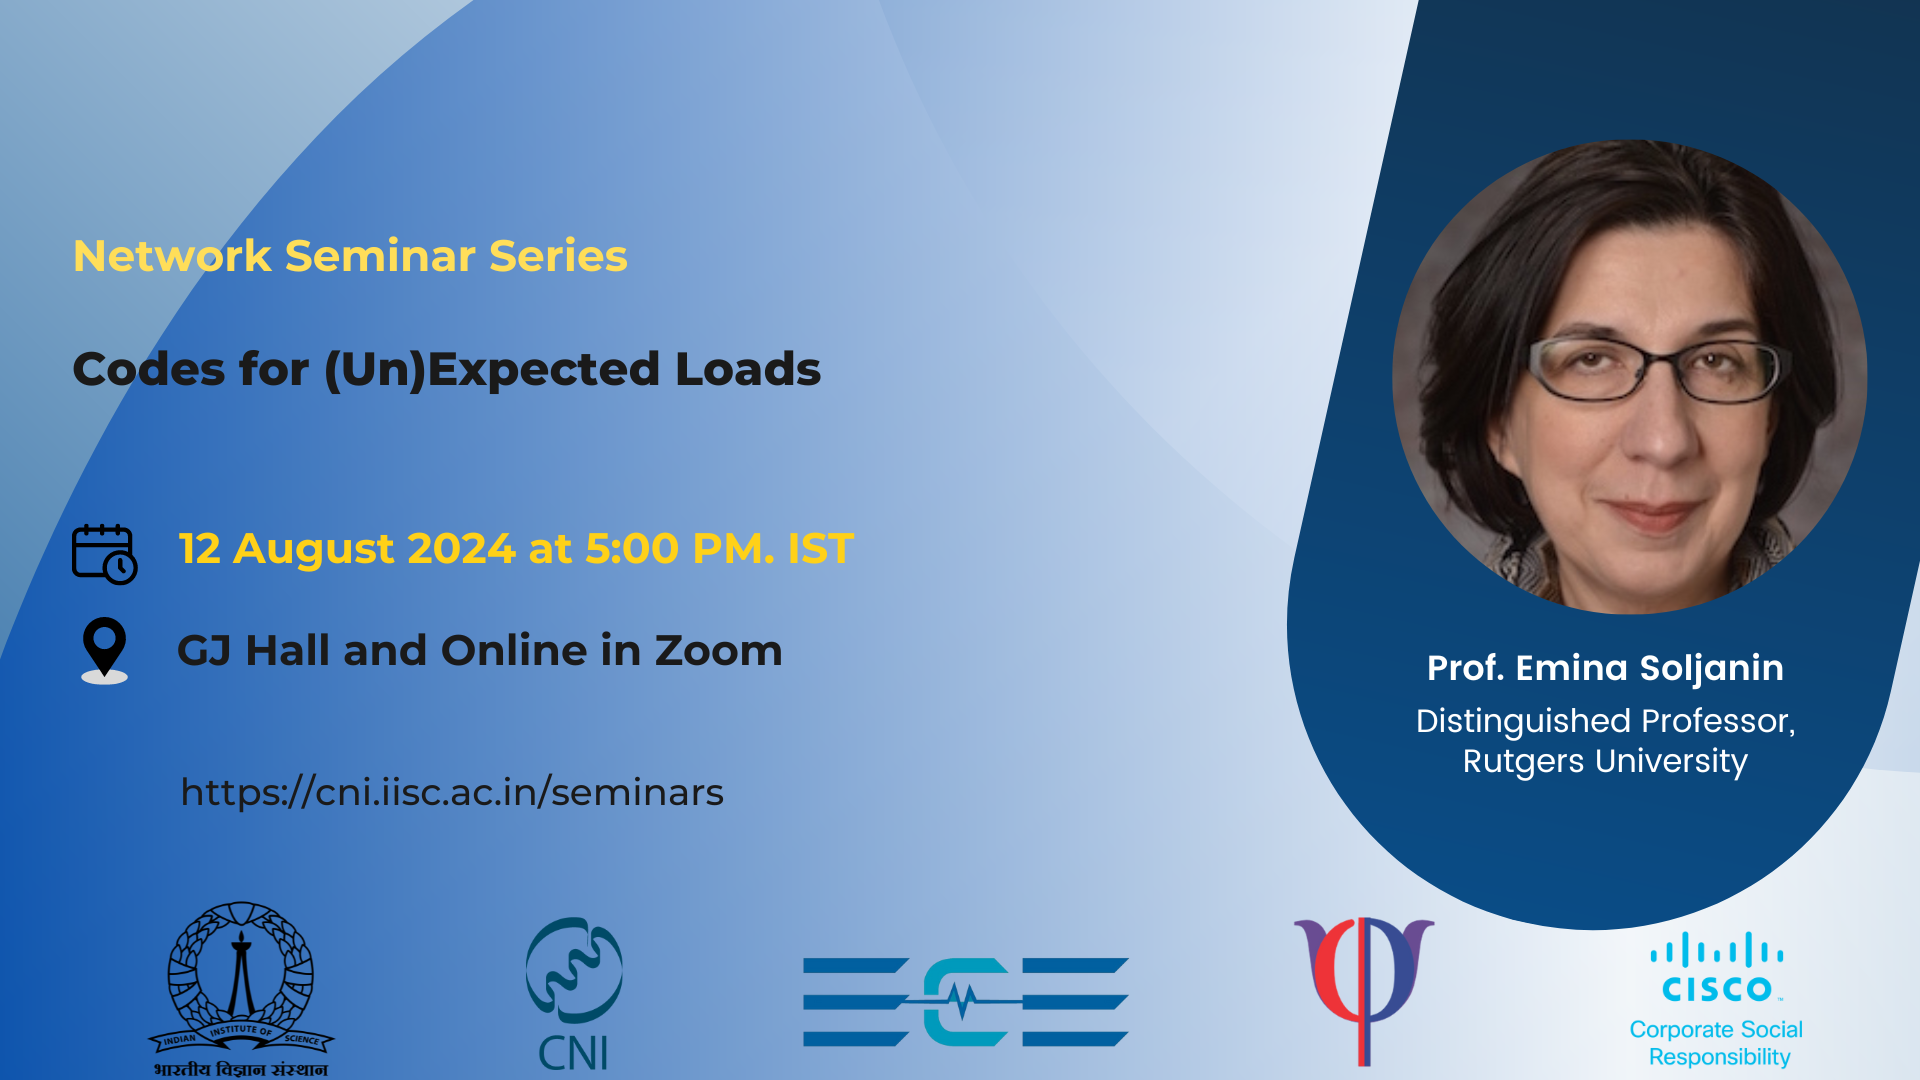 Network Seminar Series
Codes for (Un)Expected Loads
12 August 2024 at 5:00 PM. IST
GJ Hall and Online in Zoom
https://cni.iisc.ac.in/seminars
Prof. Emina Soljanin
Distinguished Professor,
Rutgers University
INDIAN INSTITUTE OF SCIENCE
भारतीय विज्ञान संस्थान
CNI
ECE
CISCO
Corporate Social
Responsibility